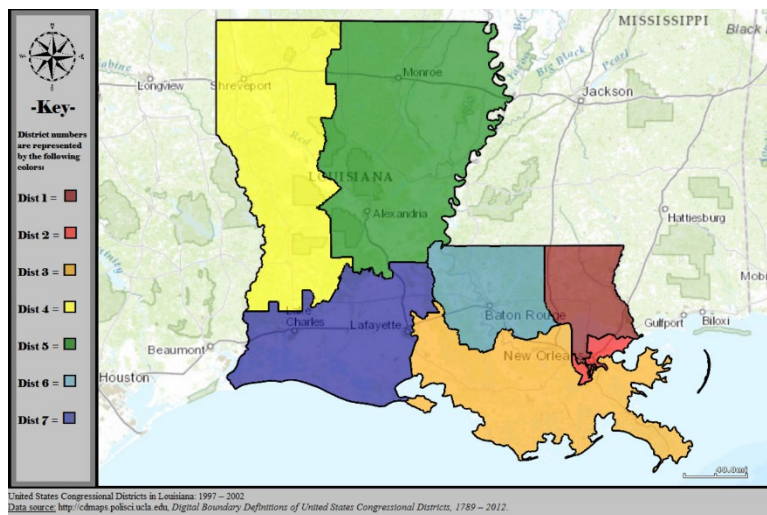 -Key-
District numbers
are represented
by the following
colors:
Dist 1 =
Dist 2 =
Dist 3 =
Dist 4 =
Dist 5 =
Dist 6 =
Dist 7 =
MISSISSIPPI
Big Black
Pearl
Longview
Shreveport
Monroe
Jackson
Red
LOUISIANA
Alexandria
Hattiesburg
Baton Rouge
Charles
Lafayette
Gulfport
Biloxi
Beaumont
New Orleans
Houston
40.0mi
United States Congressional Districts in Louisiana: 1997 – 2002
Data source: http://cdmaps.polisci.ucla.edu, Digital Boundary Definitions of United States Congressional Districts, 1789 – 2012.